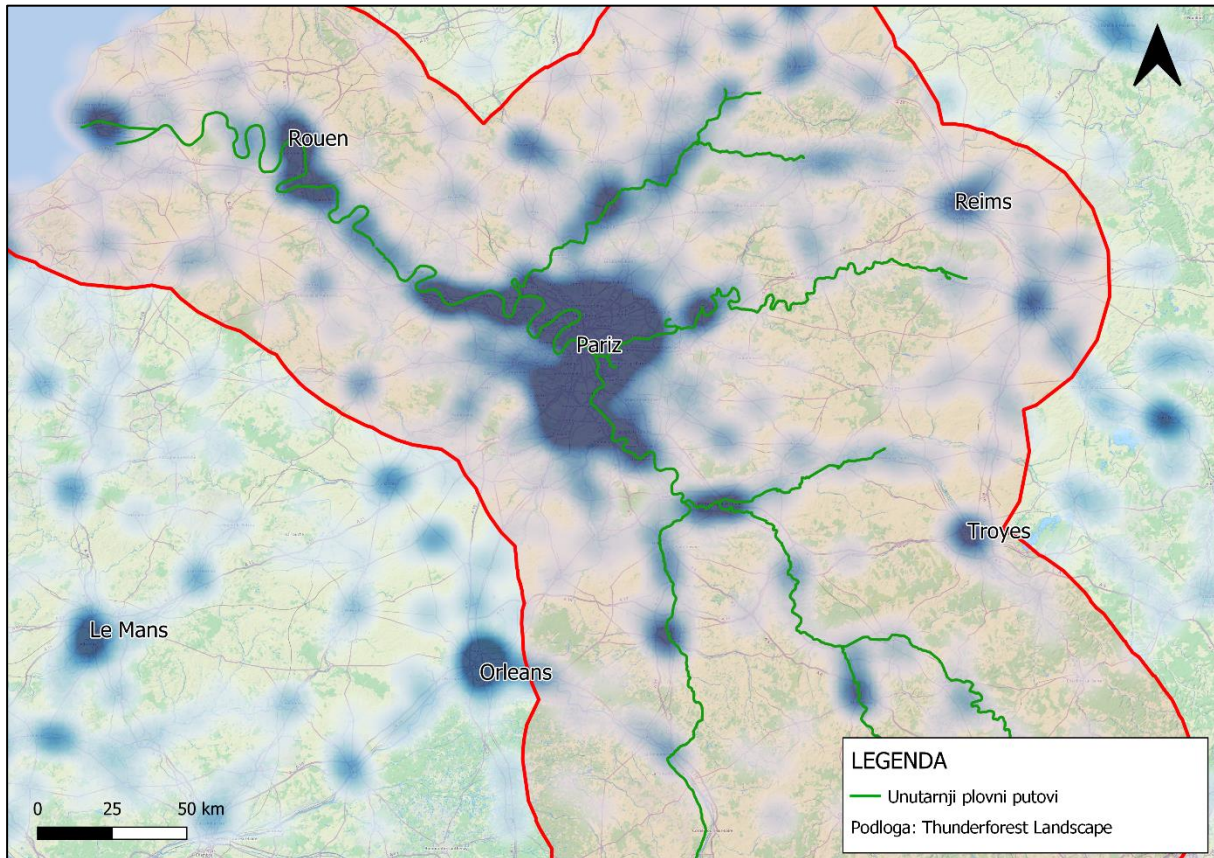 Rouen
Reims
Pariz
Troyes
Le Mans
Orleans
0 25 50 km
LEGENDA
Unutarnji plovni putovi
Podloga: Thunderforest Landscape